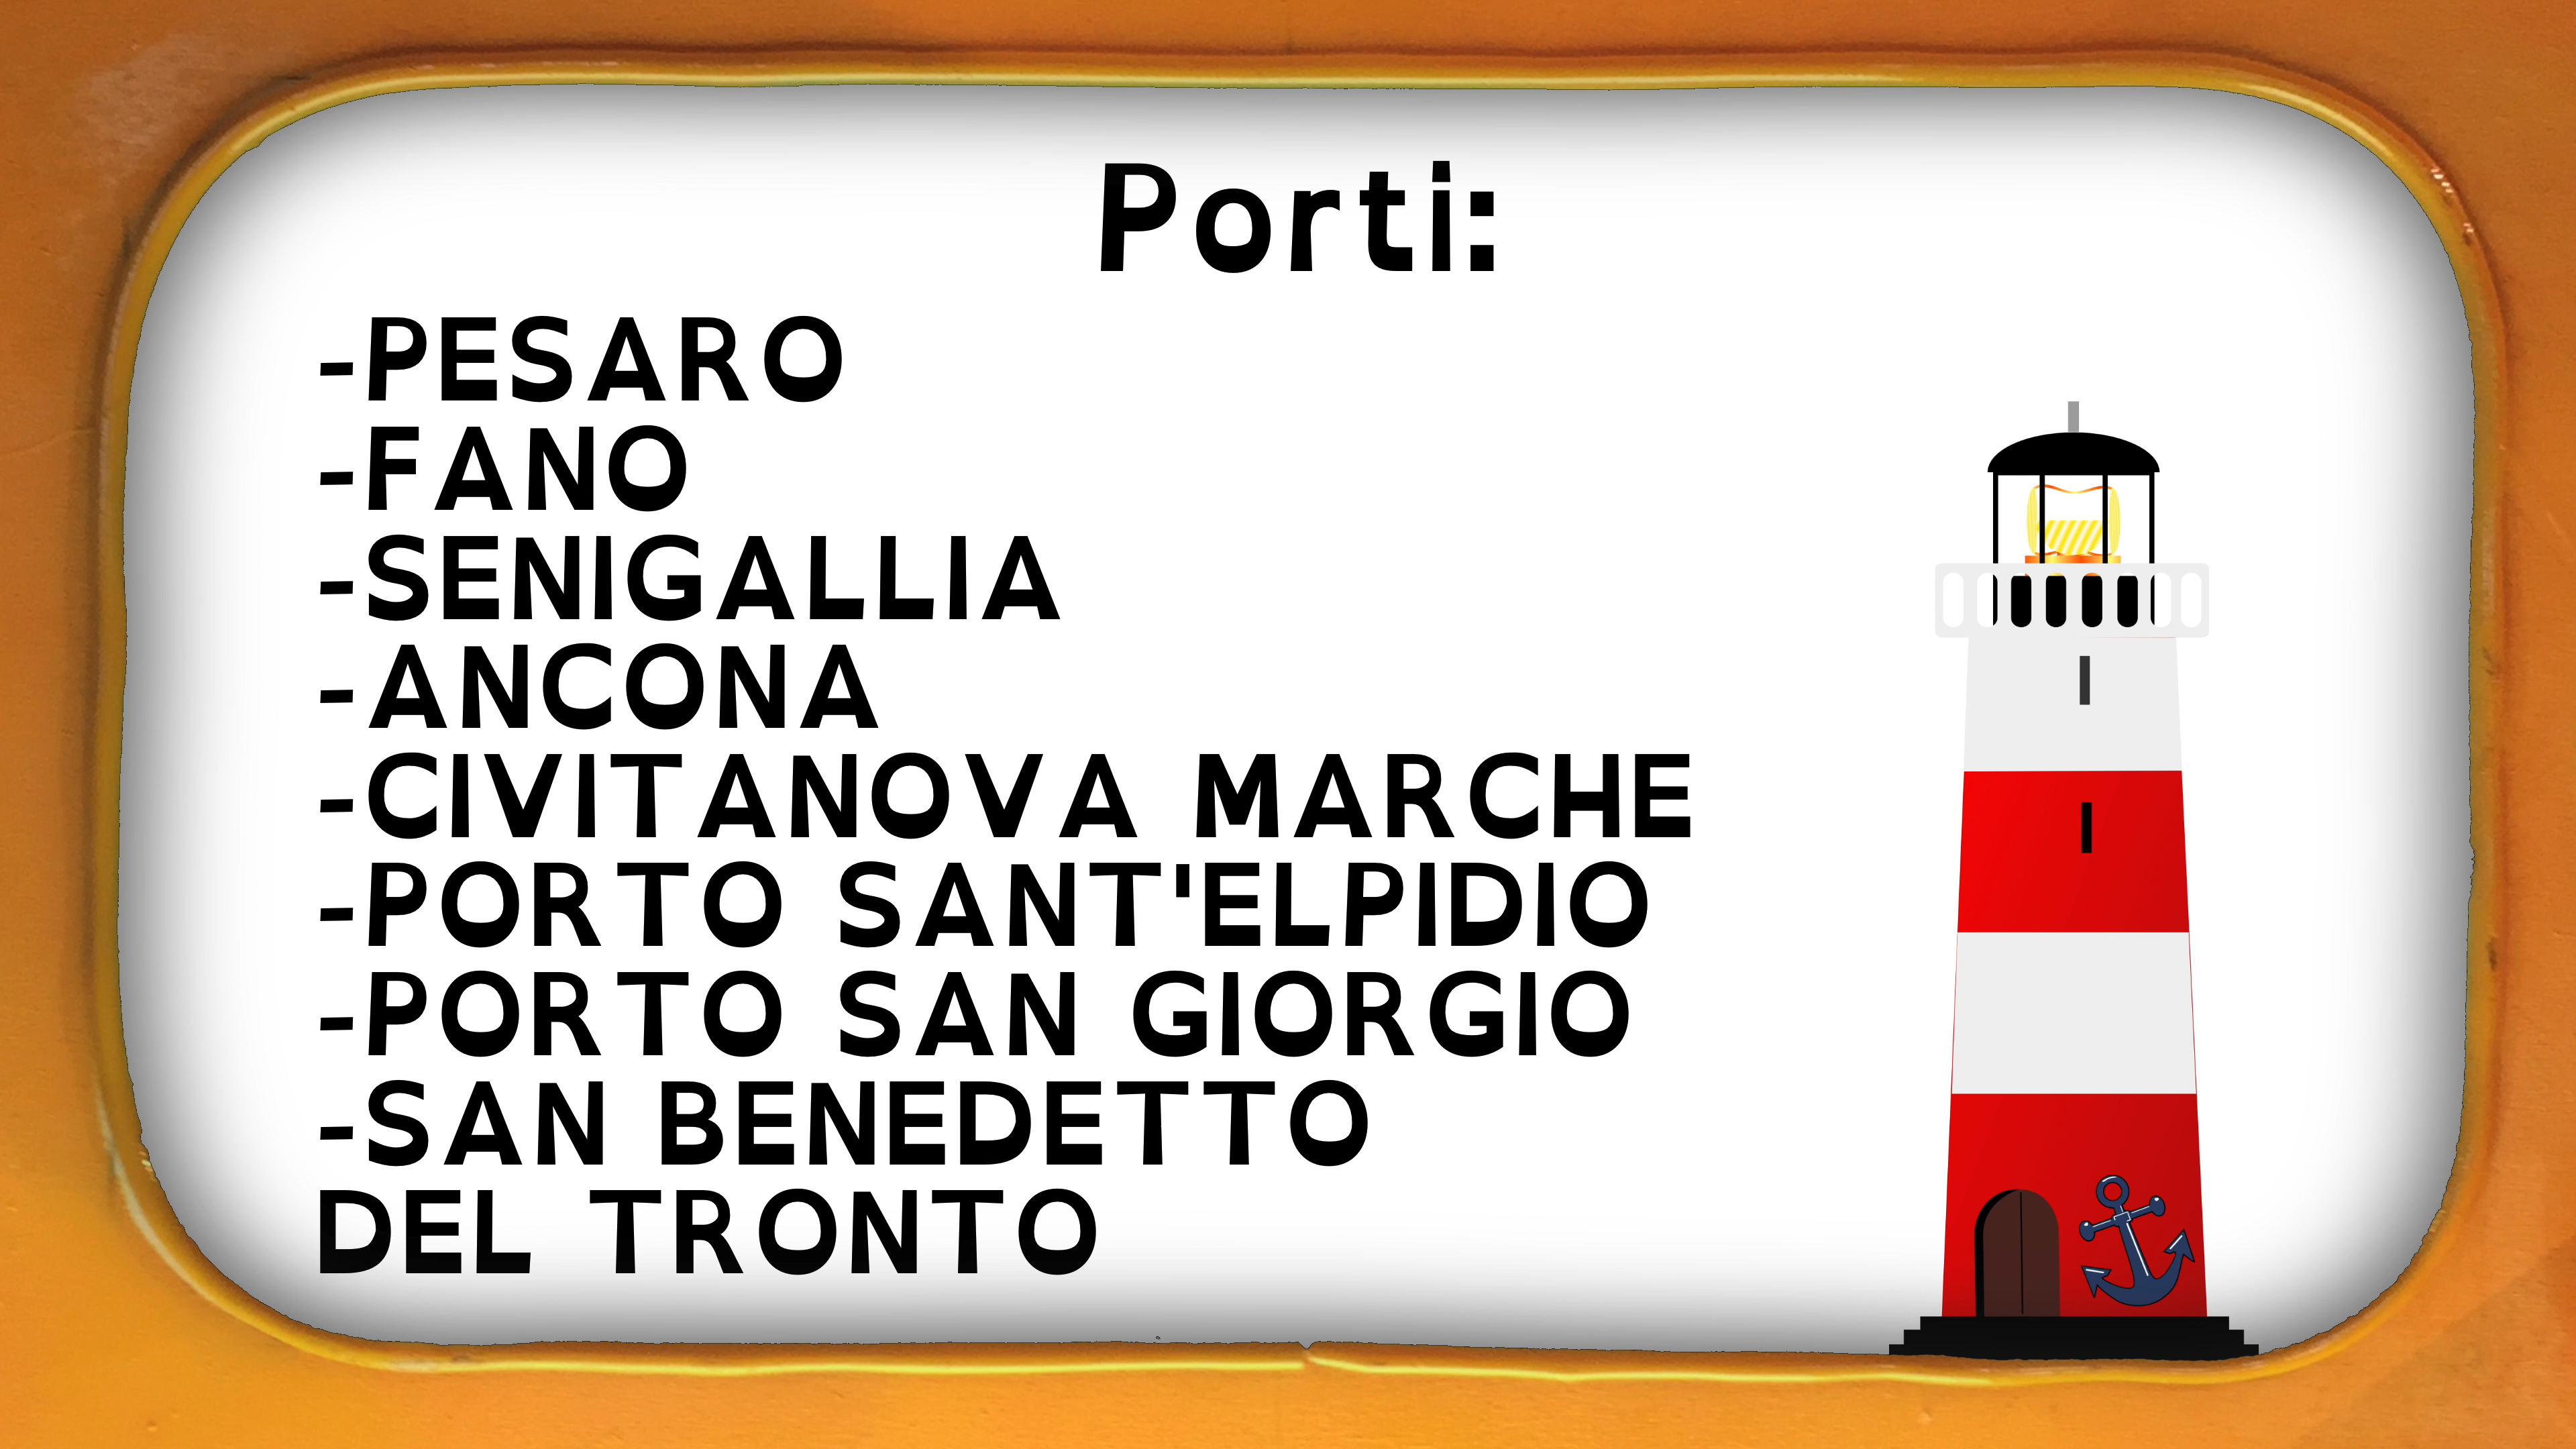 Porti:
-PESARO
-FANO
-SENIGALLIA
-ANCONA
-CIVITANOVA MARCHE
-PORTO SANT'ELPIDIO
-PORTO SAN GIORGIO
-SAN BENEDETTO
DEL TRONTO